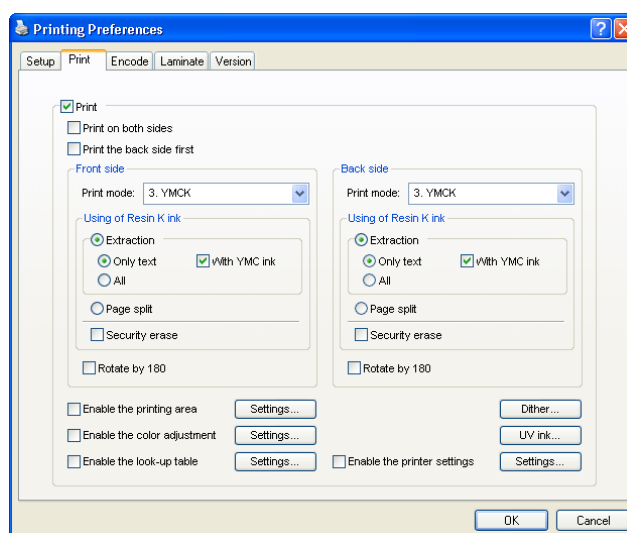 Printing Preferences
Setup Print Encode Laminate Version
Print
Print on both sides
Print the back side first
Front side
Print mode: 3. YMCK
Using of Resin K ink
Extraction
Only text With YMC ink
All
Page split
Security erase
Rotate by 180
Back side
Print mode: 3. YMCK
Using of Resin K ink
Extraction
Only text With YMC ink
All
Page split
Security erase
Rotate by 180
Enable the printing area Settings... Dither...
Enable the color adjustment Settings... UV ink...
Enable the look-up table Settings... Enable the printer settings Settings...
OK Cancel